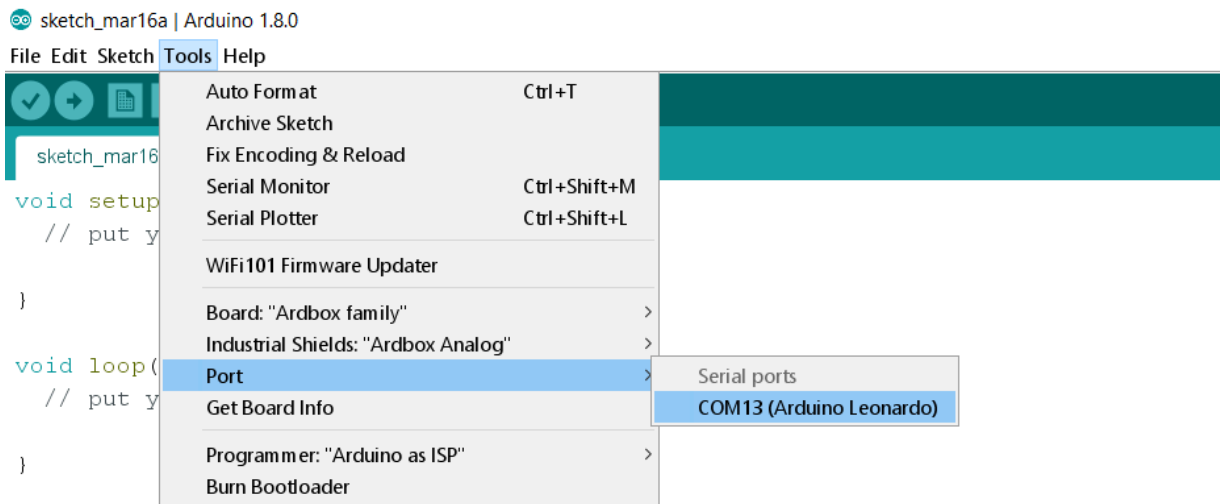 sketch_mar16a | Arduino 1.8.0
File Edit Sketch Tools Help
Auto Format Ctrl+T
Archive Sketch
sketch_mar16
Fix Encoding & Reload
Serial Monitor Ctrl+Shift+M
void setup
Serial Plotter Ctrl+Shift+L
// put y
WiFi101 Firmware Updater
}
Board: "Ardbox family"
Industrial Shields: "Ardbox Analog"
void loop(
Port
Serial ports
// put y
Get Board Info
COM13 (Arduino Leonardo)
}
Programmer: "Arduino as ISP"
Burn Bootloader